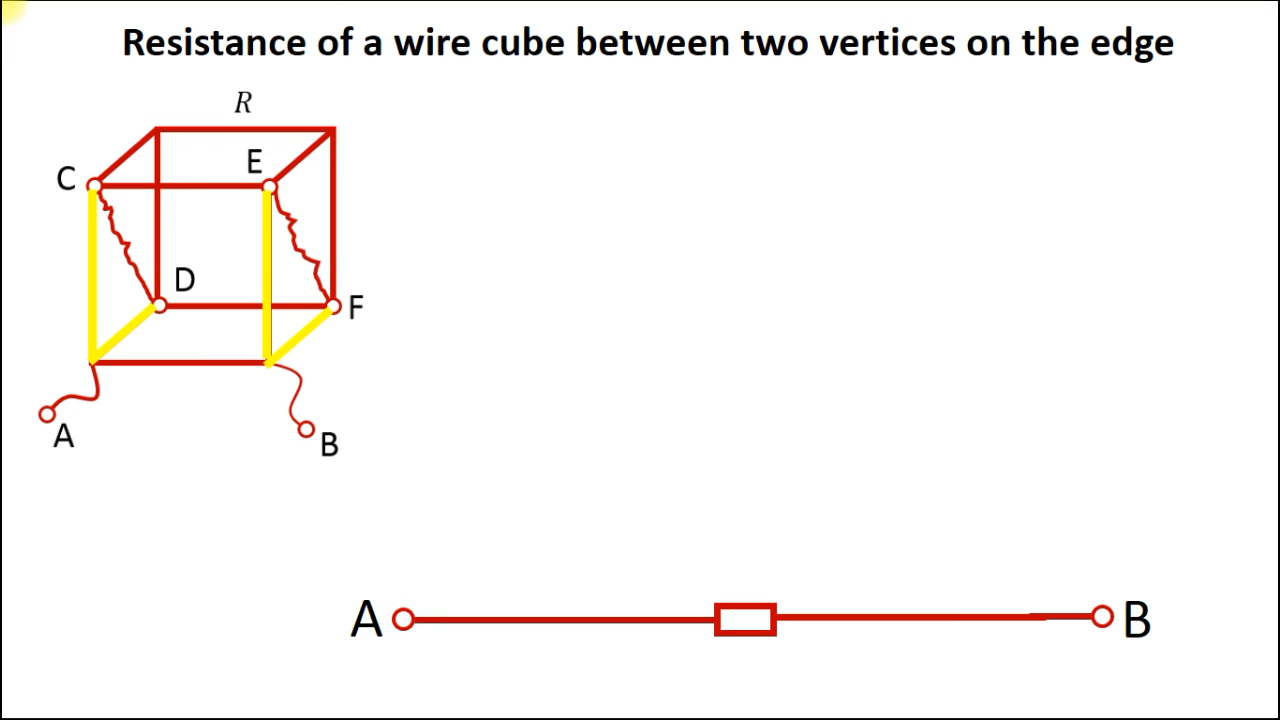 Resistance of a wire cube between two vertices on the edge
R
C
E
D
F
A
B
A
B